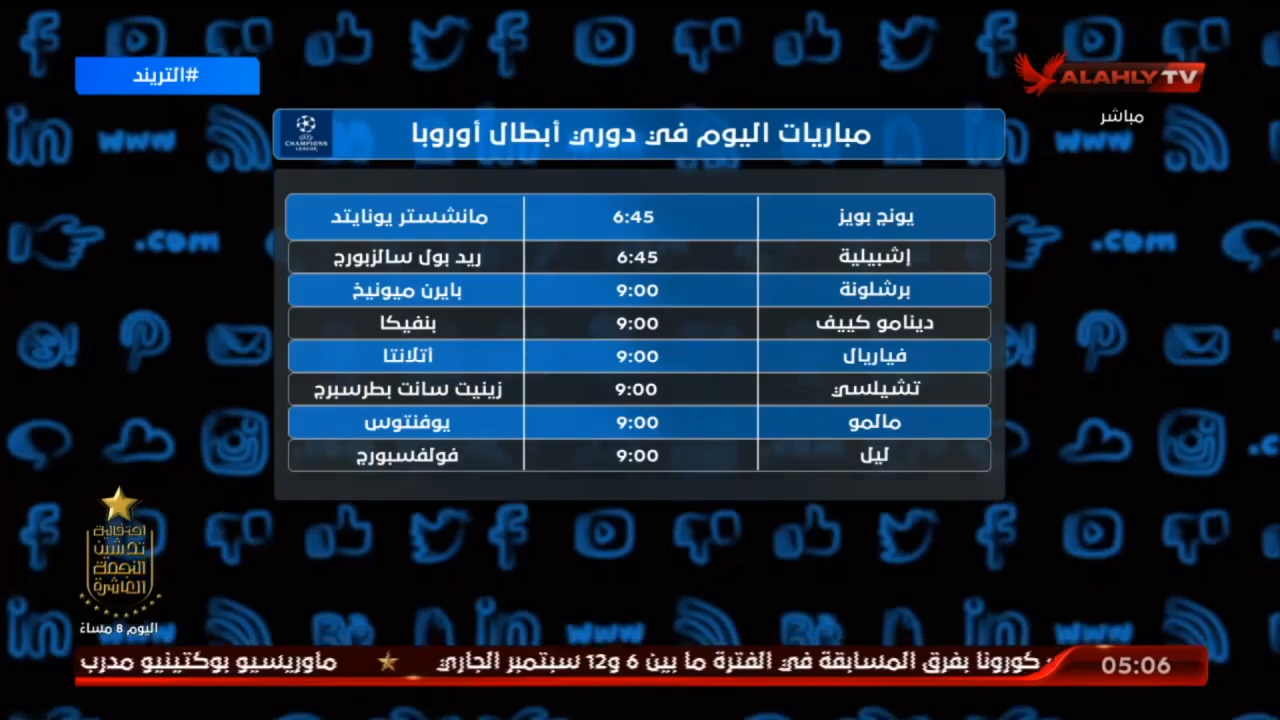 #التريند
ALAHLY TV
مباشر
مباريات اليوم في دوري أبطال أوروبا
UEFA CHAMPIONS LEAGUE
يونج بويز 6:45 مانشستر يونايتد
إشبيلية 6:45 ريد بول سالزبورج
برشلونة 9:00 بايرن ميونيخ
دينامو كييف 9:00 بنفيكا
فياريال 9:00 أتلانتا
تشيلسي 9:00 زينيت سانت بطرسبرج
مالمو 9:00 يوفنتوس
ليل 9:00 فولفسبورج
احتفالية
تدشين
النجمة
العاشرة
اليوم 8 مساءً
كورونا بفرق المسابقة في الفترة ما بين 6 و12 سبتمبر الجاري ماوريسيو بوكتينيو مدرب
05:06
www
.com